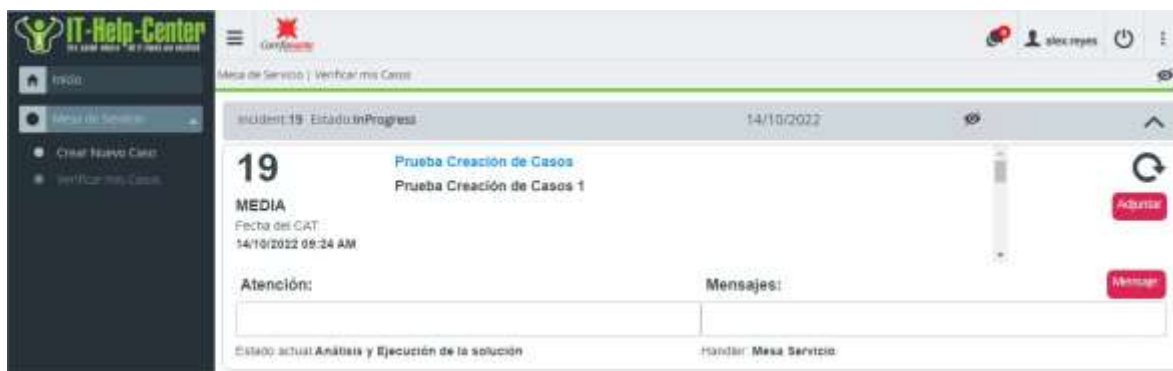 IT-Help-Center
alex.reyes
Inicio
Mesa de Servicio | Verificar mis Casos
Mesa de Servicio
Incident:19 Estado:InProgress 14/10/2022
Crear Nuevo Caso
Verificar mis Casos
19
Prueba Creación de Casos
Prueba Creación de Casos 1
MEDIA
Adjuntar
Fecha del CAT
14/10/2022 09:24 AM
Atención:
Mensajes:
Mensaje
Estado actual:Análisis y Ejecución de la solución
Handler: Mesa Servicio